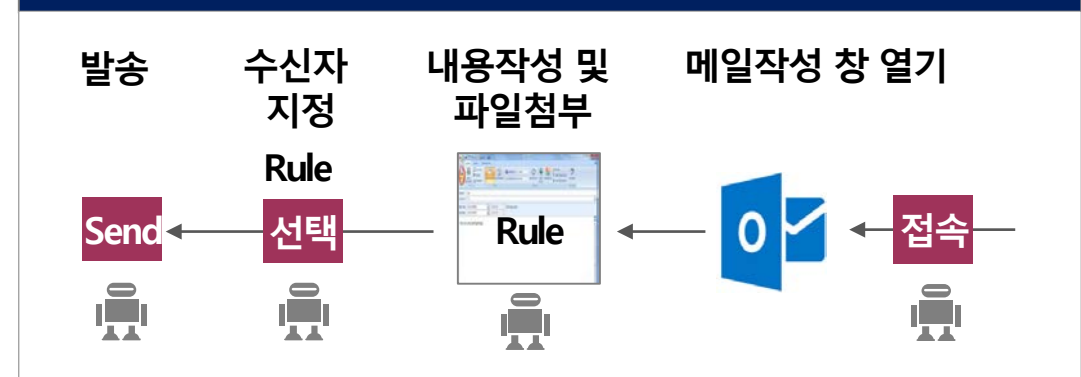 발송
수신자
지정
내용작성 및
파일첨부
메일작성 창 열기
Rule
Send
선택
Rule
O
접속